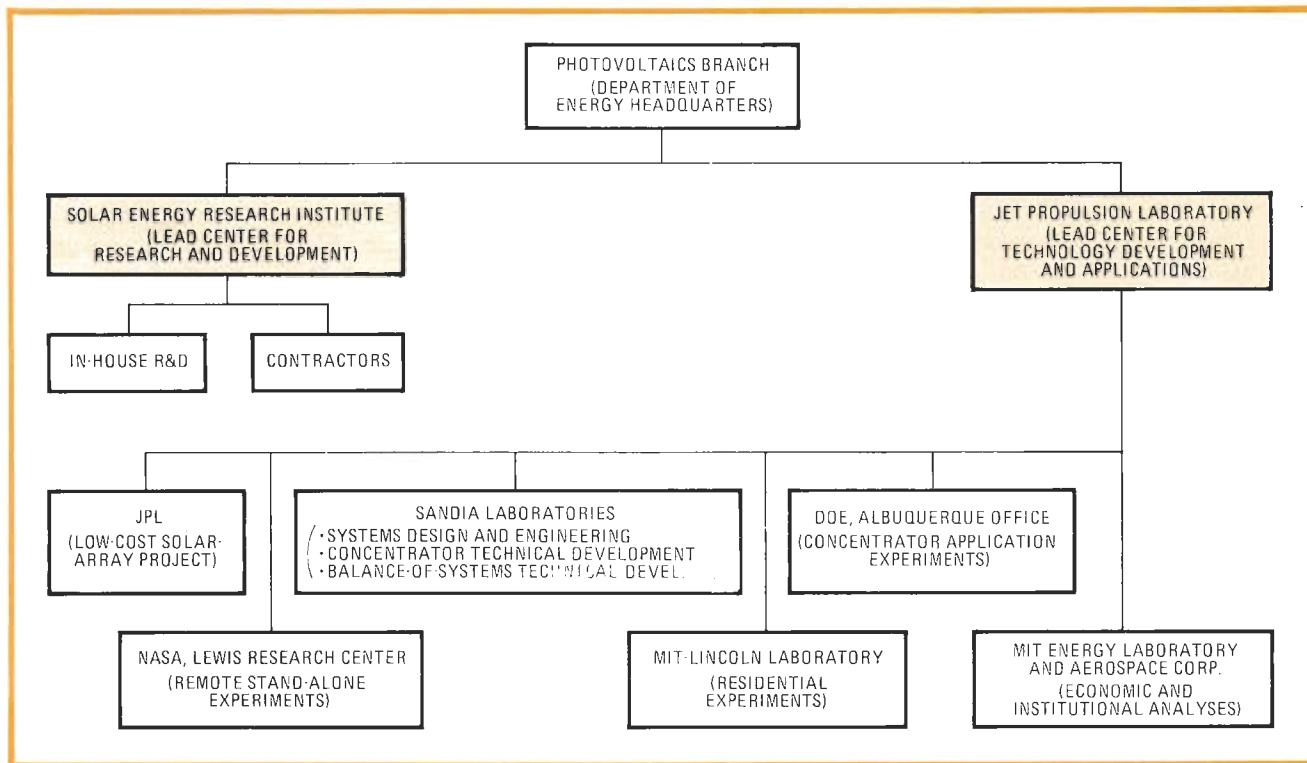 PHOTOVOLTAICS BRANCH
(DEPARTMENT OF
ENERGY HEADQUARTERS)
SOLAR ENERGY RESEARCH INSTITUTE
(LEAD CENTER FOR
RESEARCH AND DEVELOPMENT)
JET PROPULSION LABORATORY
(LEAD CENTER FOR
TECHNOLOGY DEVELOPMENT
AND APPLICATIONS)
IN-HOUSE R&D
CONTRACTORS
JPL
(LOW-COST SOLAR-
ARRAY PROJECT)
SANDIA LABORATORIES
(•SYSTEMS DESIGN AND ENGINEERING
•CONCENTRATOR TECHNICAL DEVELOPMENT
•BALANCE-OF-SYSTEMS TECHNICAL DEVEL.
DOE, ALBUQUERQUE OFFICE
(CONCENTRATOR APPLICATION
EXPERIMENTS)
NASA, LEWIS RESEARCH CENTER
(REMOTE STAND-ALONE
EXPERIMENTS)
MIT-LINCOLN LABORATORY
(RESIDENTIAL
EXPERIMENTS)
MIT ENERGY LABORATORY
AND AEROSPACE CORP.
(ECONOMIC AND
INSTITUTIONAL ANALYSES)